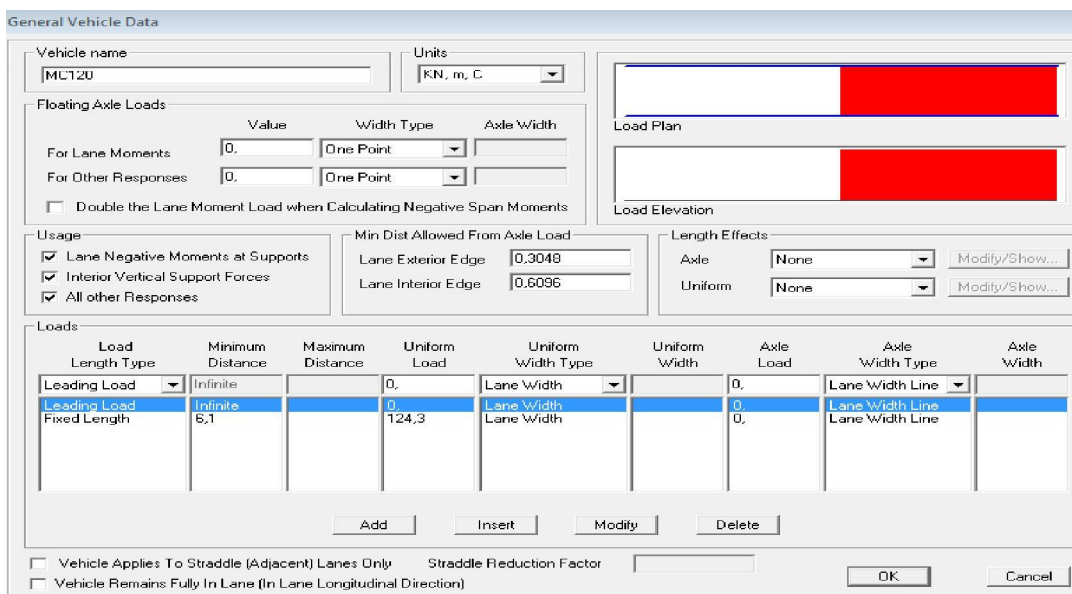 General Vehicle Data
Vehicle name
MC120
Units
KN, m, C
Floating Axle Loads
Value Width Type Axle Width
For Lane Moments 0, One Point
For Other Responses 0, One Point
Double the Lane Moment Load when Calculating Negative Span Moments
Load Plan
Load Elevation
Usage
Lane Negative Moments at Supports
Interior Vertical Support Forces
All other Responses
Min Dist Allowed From Axle Load
Lane Exterior Edge 0,3048
Lane Interior Edge 0,6096
Length Effects
Axle None Modify/Show...
Uniform None Modify/Show...
Loads
Load Length Type Minimum Distance Maximum Distance Uniform Load Uniform Width Type Uniform Width Axle Load Axle Width Type Axle Width
Leading Load Infinite 0, Lane Width 0, Lane Width Line
Leading Load Infinite 0, Lane Width 0, Lane Width Line
Fixed Length 6,1 124,3 Lane Width 0, Lane Width Line
Add Insert Modify Delete
Vehicle Applies To Straddle (Adjacent) Lanes Only Straddle Reduction Factor
Vehicle Remains Fully In Lane (In Lane Longitudinal Direction)
OK Cancel